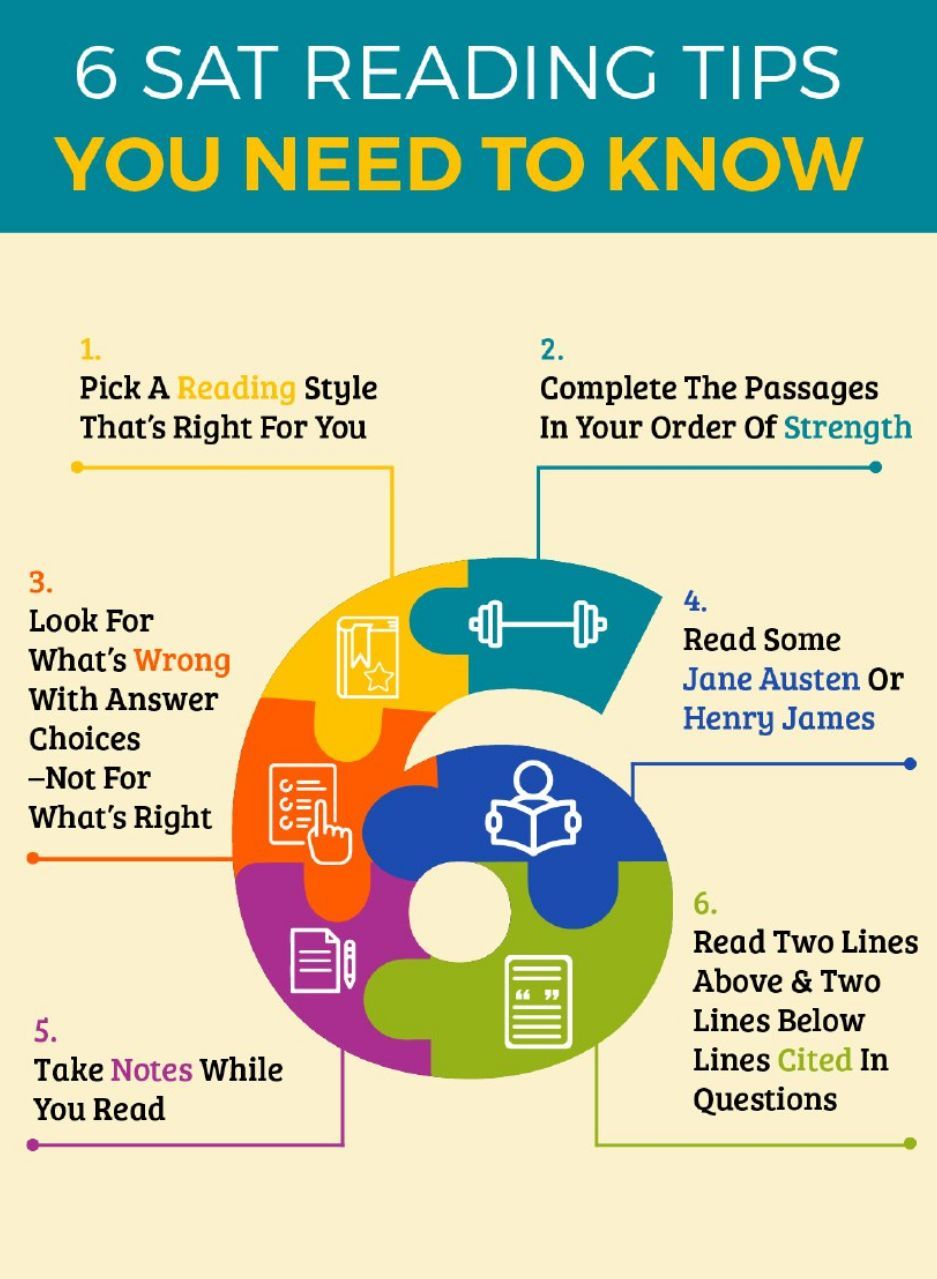 6 SAT READING TIPS
YOU NEED TO KNOW
1.
Pick A Reading Style
That's Right For You
2.
Complete The Passages
In Your Order Of Strength
3.
Look For
What's Wrong
With Answer
Choices
–Not For
What's Right
4.
Read Some
Jane Austen Or
Henry James
5.
Take Notes While
You Read
6.
Read Two Lines
Above & Two
Lines Below
Lines Cited In
Questions